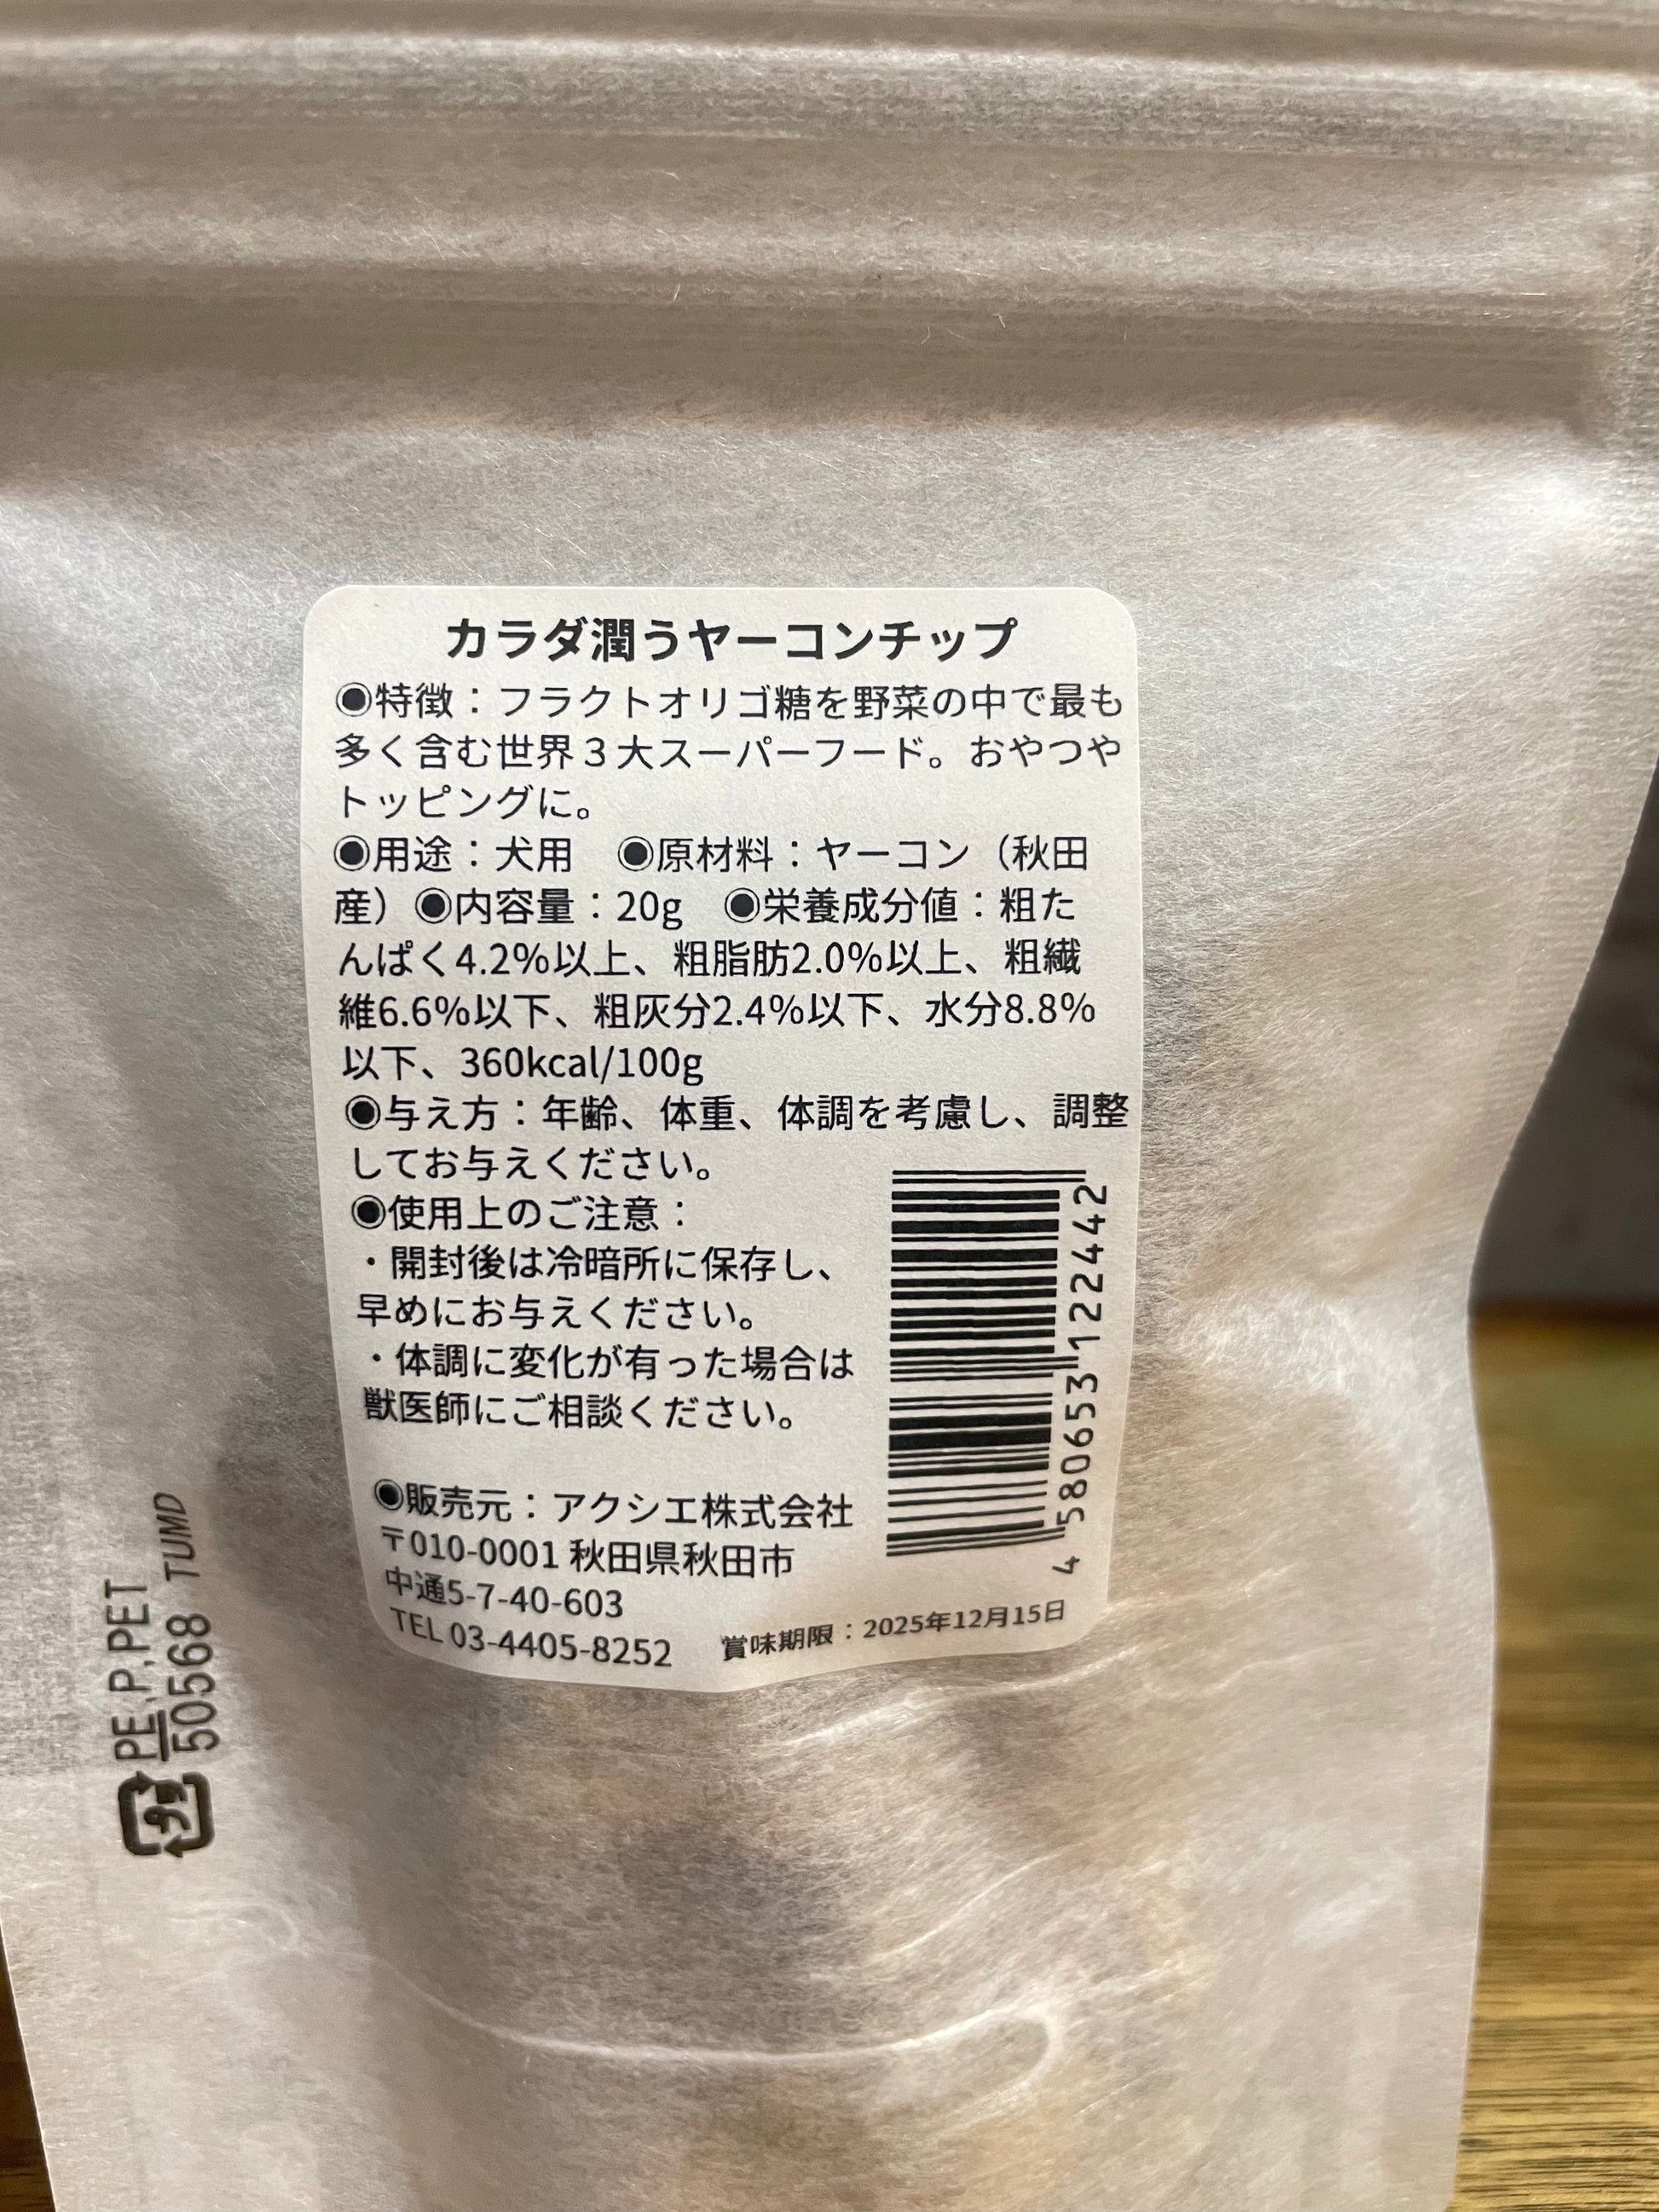 カラダ潤うヤーコンチップ
◉特徴：フラクトオリゴ糖を野菜の中で最も
多く含む世界３大スーパーフード。おやつや
トッピングに。
◉用途：犬用　◉原材料：ヤーコン（秋田
産）◉内容量：20g　◉栄養成分値：粗た
んぱく4.2%以上、粗脂肪2.0%以上、粗繊
維6.6%以下、粗灰分2.4%以下、水分8.8%
以下、360kcal/100g
◉与え方：年齢、体重、体調を考慮し、調整
してお与えください。
◉使用上のご注意：
・開封後は冷暗所に保存し、
早めにお与えください。
・体調に変化が有った場合は
獣医師にご相談ください。
◉販売元：アクシエ株式会社
〒010-0001 秋田県秋田市
中通5-7-40-603
TEL 03-4405-8252
賞味期限：2025年12月15日
4 580653 122442
プラ
PE,P,PET
50568 TUMD